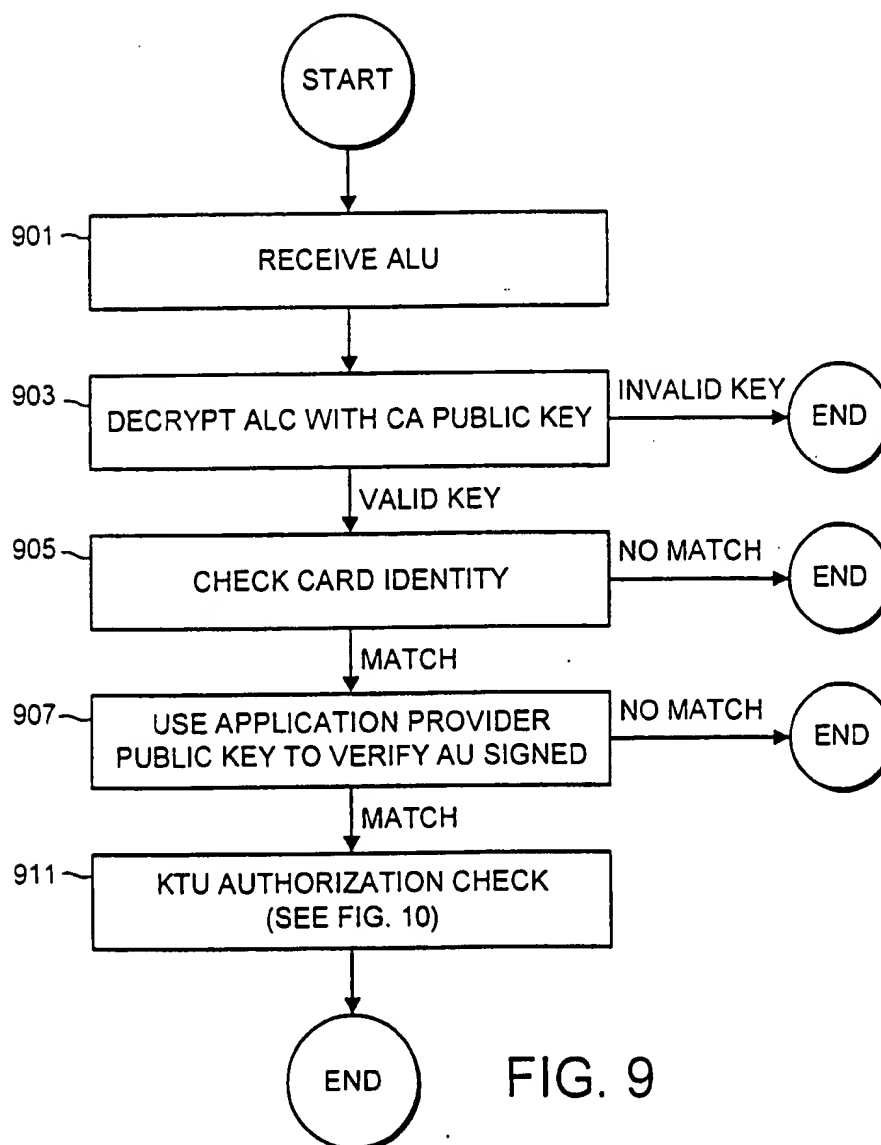 START
901
RECEIVE ALU
903
DECRYPT ALC WITH CA PUBLIC KEY
INVALID KEY
END
VALID KEY
905
CHECK CARD IDENTITY
NO MATCH
END
MATCH
907
USE APPLICATION PROVIDER
PUBLIC KEY TO VERIFY AU SIGNED
NO MATCH
END
MATCH
911
KTU AUTHORIZATION CHECK
(SEE FIG. 10)
END
FIG. 9